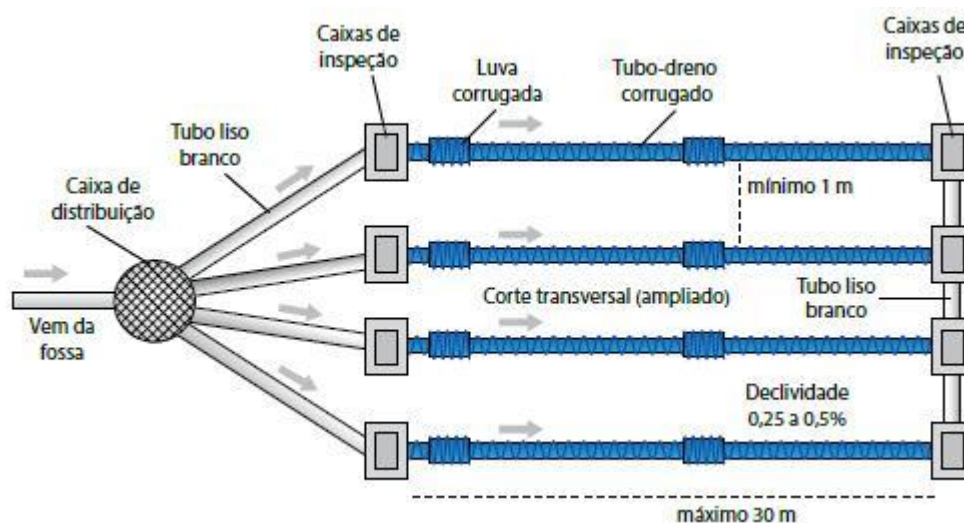 Caixas de
inspeção
Caixas de
inspeção
Luva
corrugada
Tubo-dreno
corrugado
Tubo liso
branco
Caixa de
distribuição
mínimo 1 m
Vem da
fossa
Corte transversal (ampliado)
Tubo liso
branco
Declividade
0,25 a 0,5%
máximo 30 m